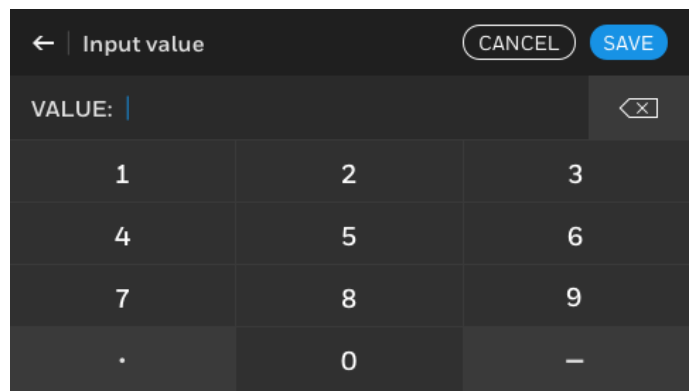 ← | Input value CANCEL SAVE
VALUE:
1 2 3
4 5 6
7 8 9
. 0 –